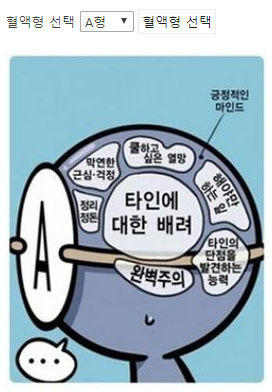 혈액형 선택 A형 혈액형 선택
긍정적인
마인드
쿨하고
싶은 열망
막연한
근심·걱정
해야만
하는 일
정리
정돈
타인에
대한 배려
타인의
단점을
발견하는
능력
완벽주의
A